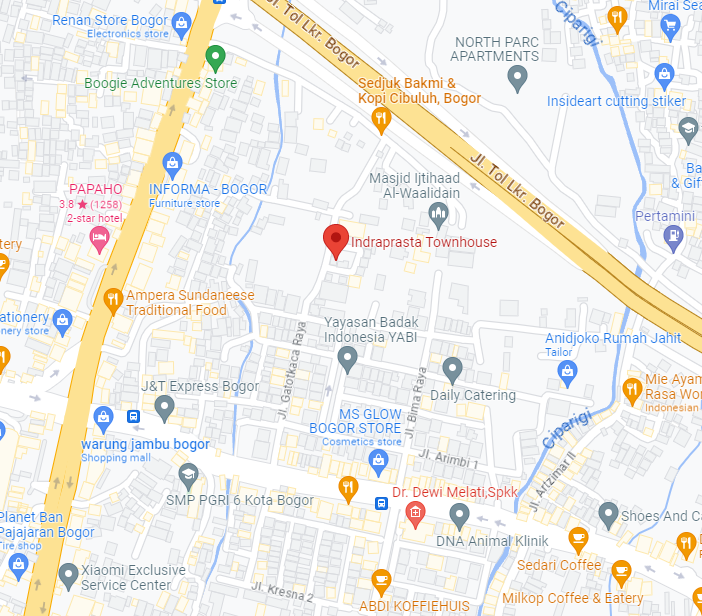 Renan Store Bogor
Electronics store
Jl. Tol Lkr. Bogor
Ciparigi
Mirai Sea
Boogie Adventures Store
NORTH PARC
APARTMENTS
Sedjuk Bakmi &
Kopi Cibuluh, Bogor
Insideart cutting stiker
Jl. Tol Lkr. Bogor
PAPAHO
3.8 ★ (1258)
2-star hotel
INFORMA - BOGOR
Furniture store
Masjid Ijtihaad
Al-Waalidain
Ba
& Gif
Pertamini
Indraprasta Townhouse
tery
Ampera Sundaneese
Traditional Food
ationery
nery store
Yayasan Badak
Indonesia YABI
Jl. Gatotkaca Raya
Anidjoko Rumah Jahit
Tailor
J&T Express Bogor
Daily Catering
Jl. Bima Raya
Mie Ayam
Rasa Wo
Indonesian
MS GLOW
BOGOR STORE
Cosmetics store
Ciparigi
warung jambu bogor
Shopping mall
Jl. Arimbi 1
Jl. Arizimar II
SMP PGRI 6 Kota Bogor
Dr. Dewi Melati,Spkk
Planet Ban
Pajajaran Bogor
Tire shop
DNA Animal Klinik
Shoes And Ca
Xiaomi Exclusive
Service Center
Sedari Coffee
Jl. Kresna 2
ABDI KOFFIEHUIS
Milkop Coffee & Eatery